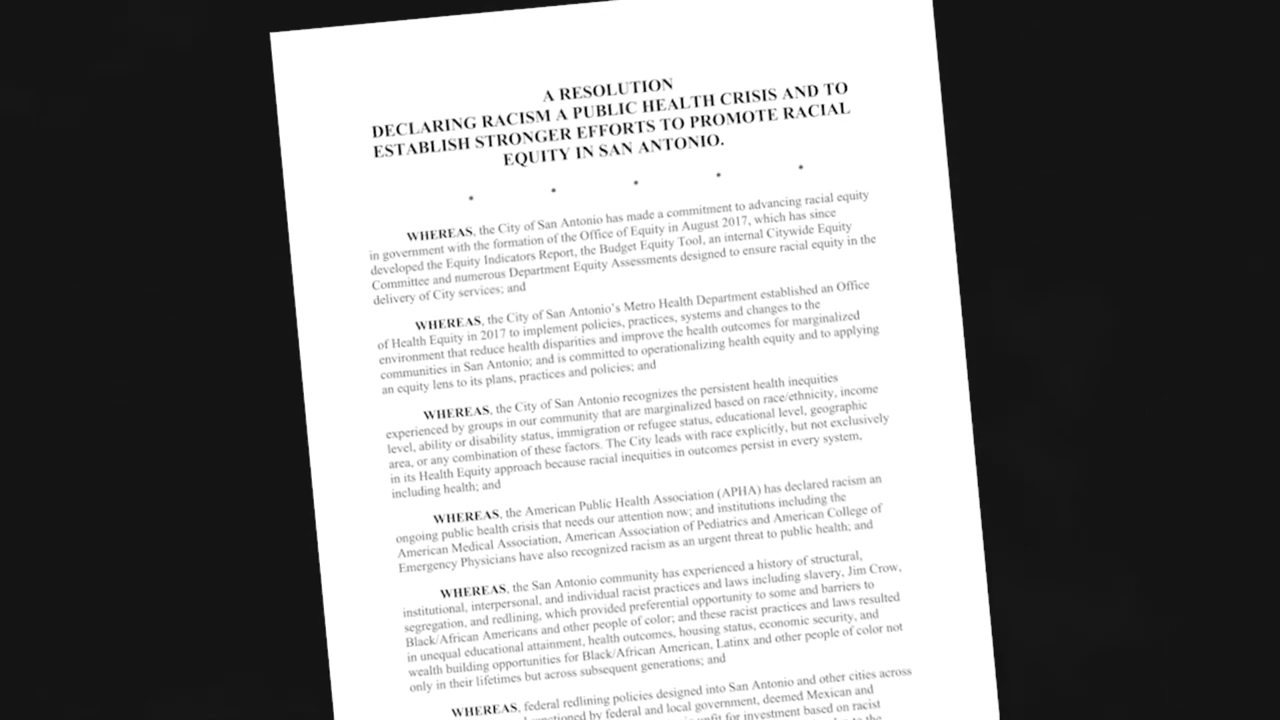 A RESOLUTION
DECLARING RACISM A PUBLIC HEALTH CRISIS AND TO
ESTABLISH STRONGER EFFORTS TO PROMOTE RACIAL
EQUITY IN SAN ANTONIO.
* * * * *
WHEREAS, the City of San Antonio has made a commitment to advancing racial equity
in government with the formation of the Office of Equity in August 2017, which has since
developed the Equity Indicators Report, the Budget Equity Tool, an internal Citywide Equity
Committee and numerous Department Equity Assessments designed to ensure racial equity in the
delivery of City services; and
WHEREAS, the City of San Antonio’s Metro Health Department established an Office
of Health Equity in 2017 to implement policies, practices, systems and changes to the
environment that reduce health disparities and improve the health outcomes for marginalized
communities in San Antonio; and is committed to operationalizing health equity and to applying
an equity lens to its plans, practices and policies; and
WHEREAS, the City of San Antonio recognizes the persistent health inequities
experienced by groups in our community that are marginalized based on race/ethnicity, income
level, ability or disability status, immigration or refugee status, educational level, geographic
area, or any combination of these factors. The City leads with race explicitly, but not exclusively
in its Health Equity approach because racial inequities in outcomes persist in every system,
including health; and
WHEREAS, the American Public Health Association (APHA) has declared racism an
ongoing public health crisis that needs our attention now; and institutions including the
American Medical Association, American Association of Pediatrics and American College of
Emergency Physicians have also recognized racism as an urgent threat to public health; and
WHEREAS, the San Antonio community has experienced a history of structural,
institutional, interpersonal, and individual racist practices and laws including slavery, Jim Crow,
segregation, and redlining, which provided preferential opportunity to some and barriers to
Black/African Americans and other people of color; and these racist practices and laws resulted
in unequal educational attainment, health outcomes, housing status, economic security, and
wealth building opportunities for Black/African American, Latinx and other people of color not
only in their lifetimes but across subsequent generations; and
WHEREAS, federal redlining policies designed into San Antonio and other cities across
by federal and local government, deemed Mexican and
for investment based on racist
the